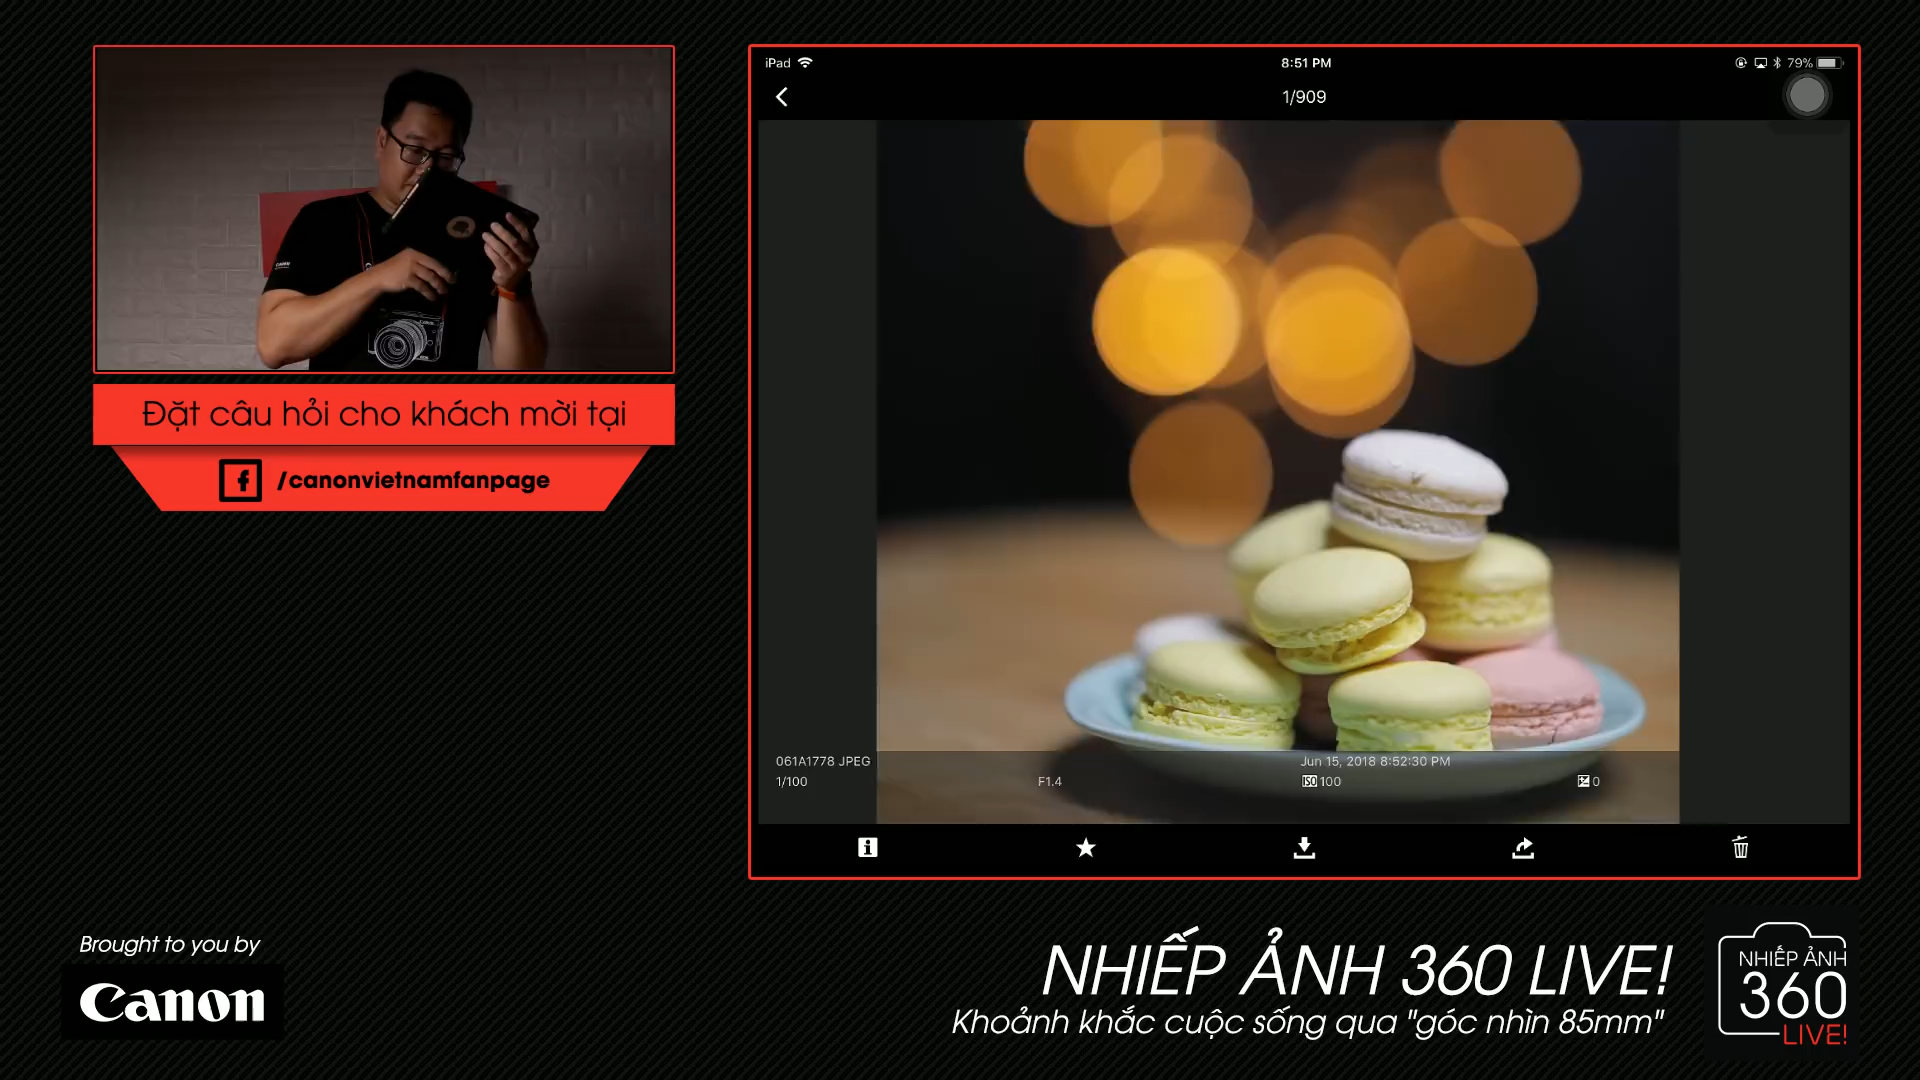 Đặt câu hỏi cho khách mời tại
/canonvietnamfanpage
iPad 8:51 PM 79%
1/909
061A1778 JPEG Jun 15, 2018 8:52:30 PM
1/100 F1.4 ISO 100 0
Brought to you by
Canon
NHIẾP ẢNH 360 LIVE!
Khoảnh khắc cuộc sống qua "góc nhìn 85mm"
NHIẾP ẢNH
360
LIVE!